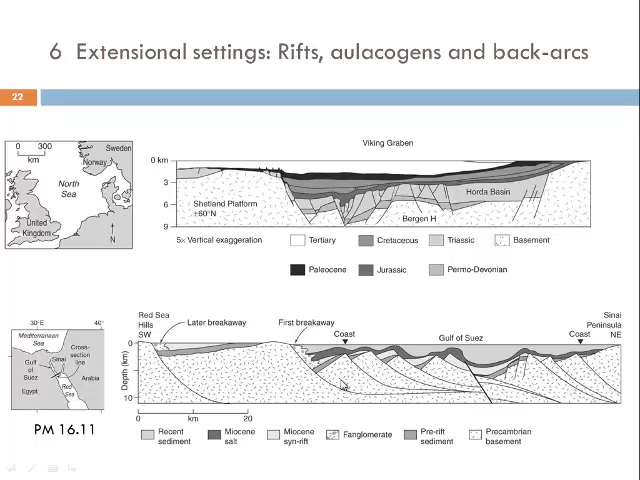 6 Extensional settings: Rifts, aulacogens and back-arcs
22
0 300
km
Sweden
Norway
North
Sea
United
Kingdom
N
Viking Graben
0 km
3
6
9
Shetland Platform
±60°N
Horda Basin
Bergen H
5x Vertical exaggeration
Tertiary
Cretaceous
Triassic
Basement
Paleocene
Jurassic
Permo-Devonian
30°E 40°
Mediterranean
Sea
Cross-
section
line
Gulf
of
Suez
Sinai
Egypt
Arabia
Red
Sea
PM 16.11
Red Sea
Hills
SW
Later breakaway
First breakaway
Coast
Gulf of Suez
Coast
Sinai
Peninsula
NE
0
Depth (km)
10
0 km 20
Recent
sediment
Miocene
salt
Miocene
syn-rift
Fanglomerate
Pre-rift
sediment
Precambrian
basement